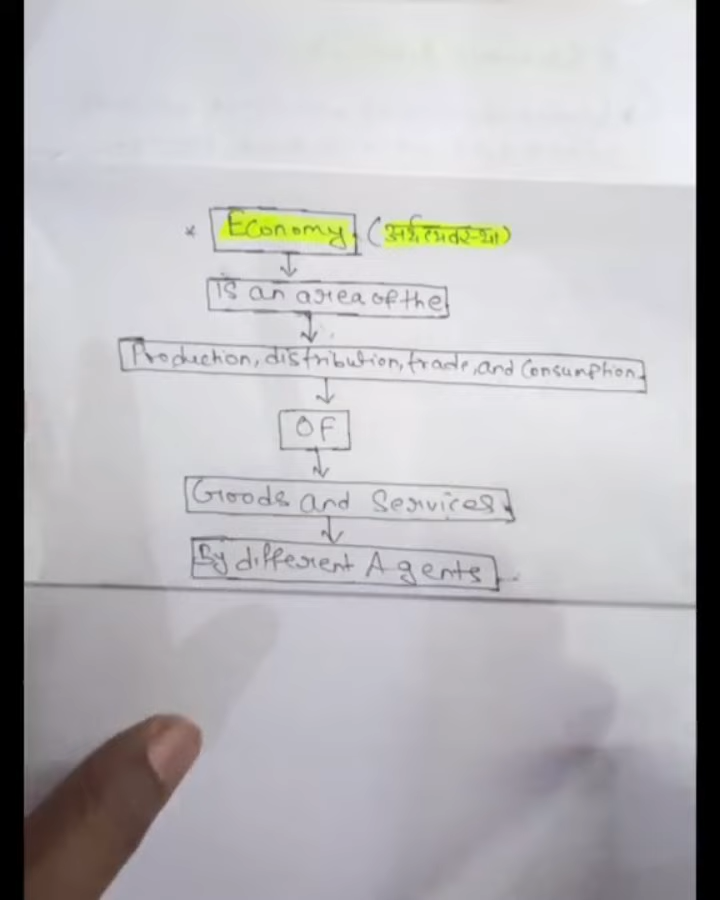 * Economy (अर्थव्यवस्था)
is an area of the
Production, distribution, trade, and Consumption
OF
Goods and Services
By different Agents